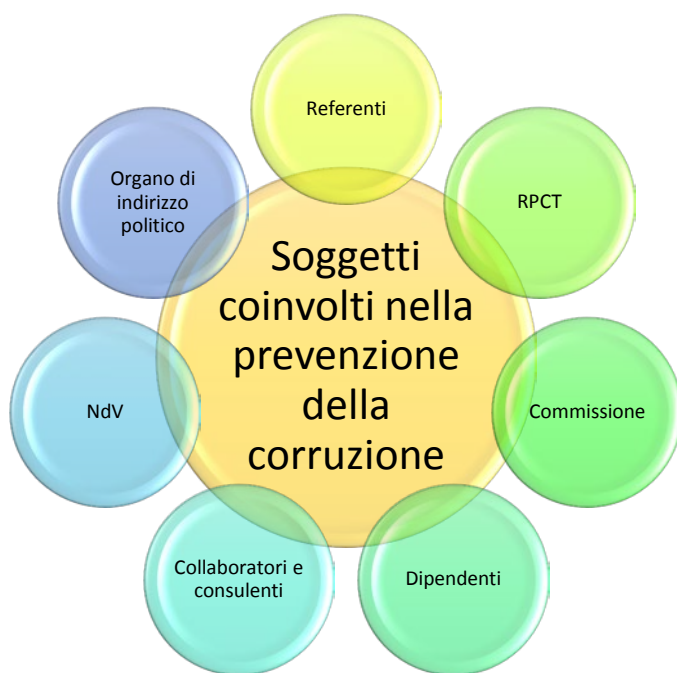 Referenti
RPCT
Commissione
Dipendenti
Collaboratori e
consulenti
NdV
Organo di
indirizzo
politico
Soggetti
coinvolti nella
prevenzione
della
corruzione